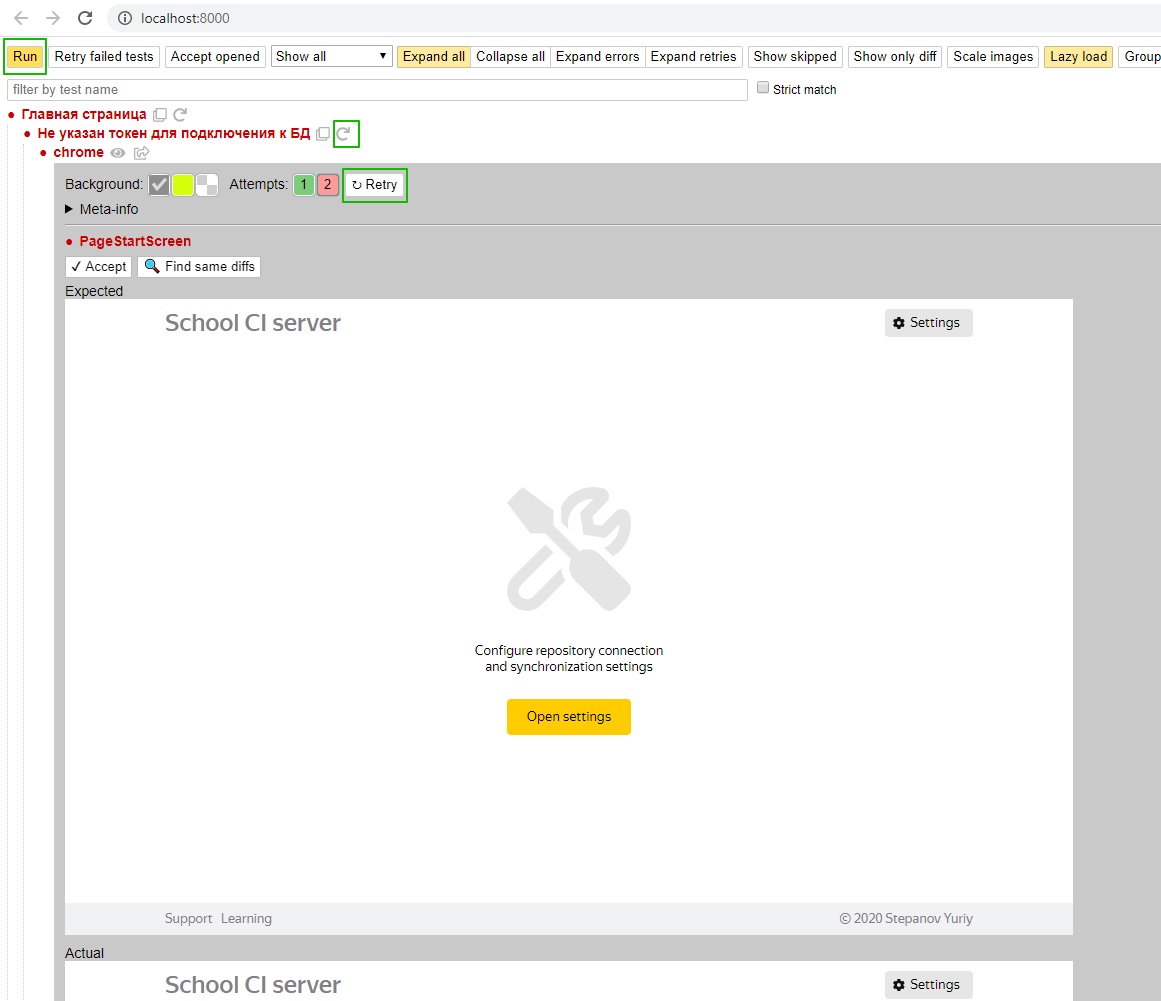 localhost:8000
Run Retry failed tests Accept opened Show all Expand all Collapse all Expand errors Expand retries Show skipped Show only diff Scale images Lazy load Group
filter by test name Strict match
Главная страница
Не указан токен для подключения к БД
chrome
Background: Attempts: 1 2 ↻ Retry
Meta-info
PageStartScreen
✓ Accept Find same diffs
Expected
School CI server Settings
Configure repository connection
and synchronization settings
Open settings
Support Learning © 2020 Stepanov Yuriy
Actual
School CI server Settings